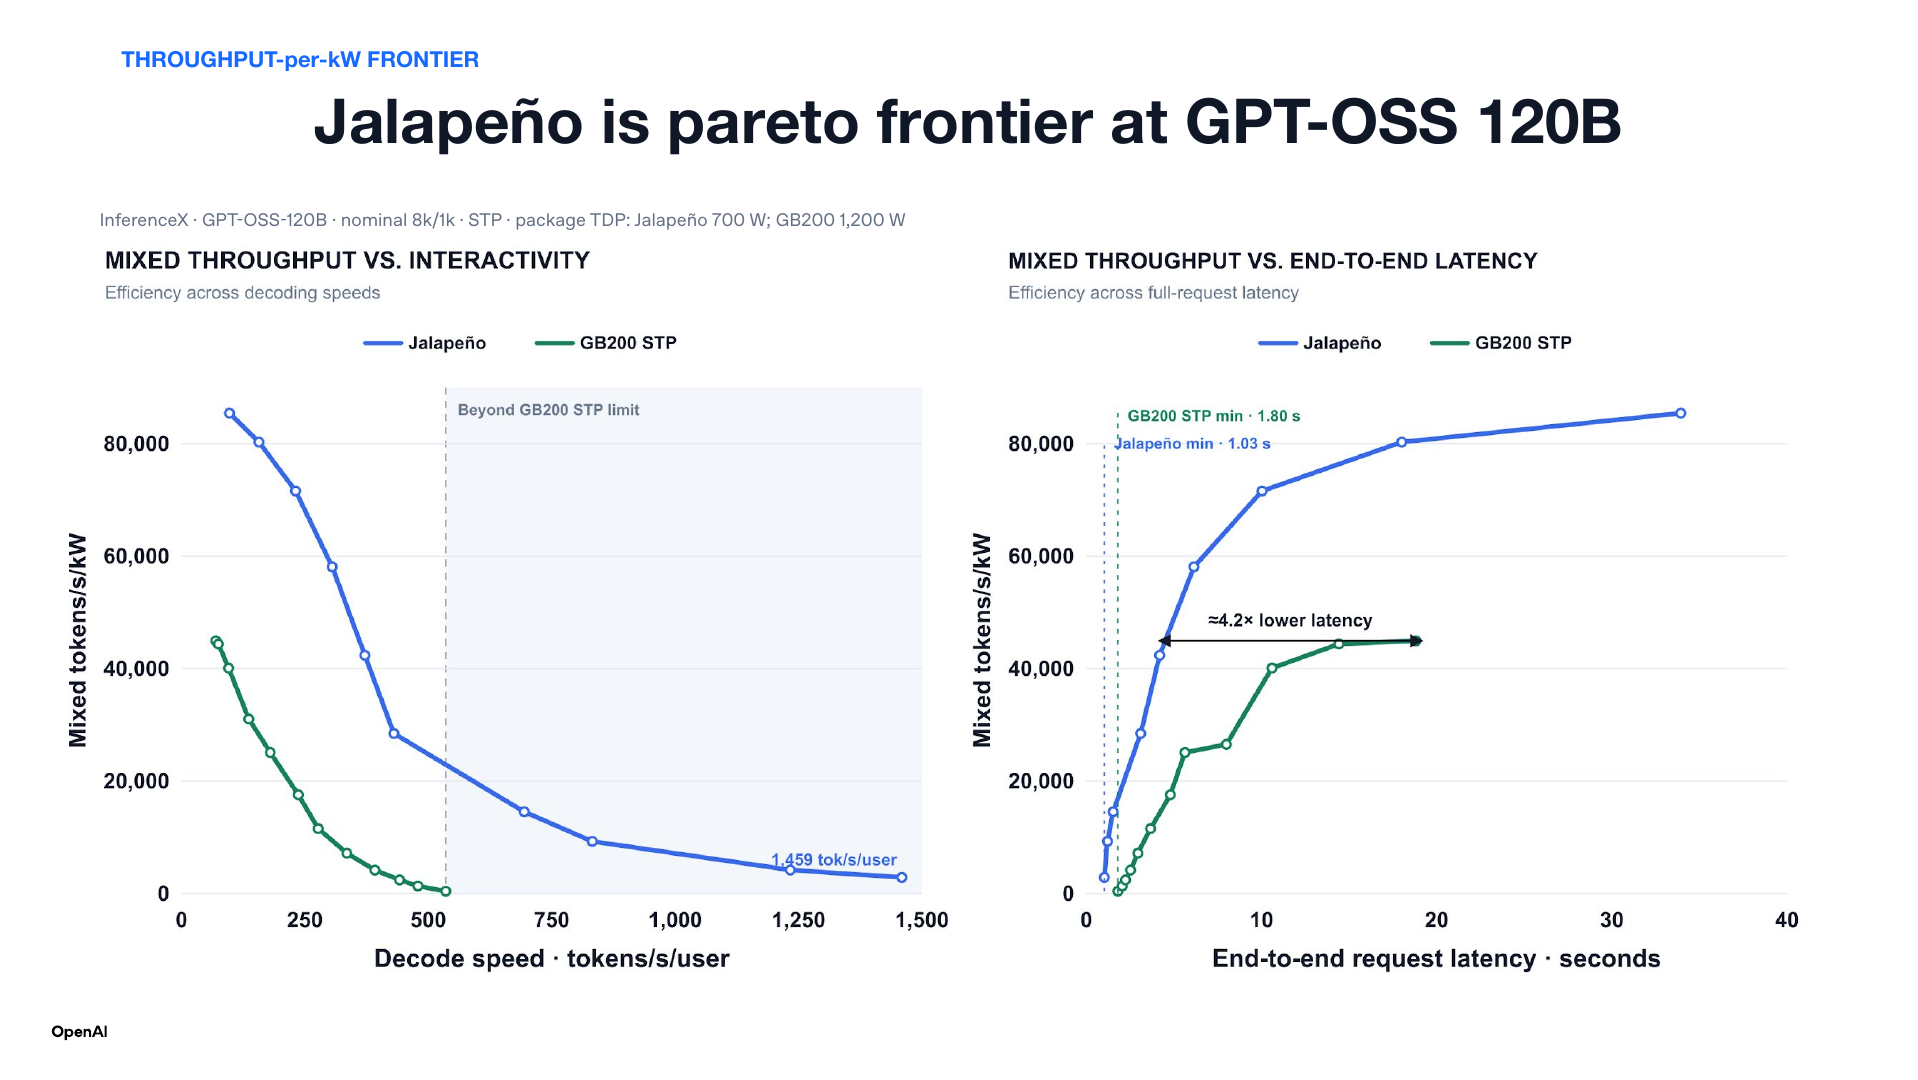 THROUGHPUT-per-kW FRONTIER
Jalapeño is pareto frontier at GPT-OSS 120B
InferenceX · GPT-OSS-120B · nominal 8k/1k · STP · package TDP: Jalapeño 700 W; GB200 1,200 W
MIXED THROUGHPUT VS. INTERACTIVITY
Efficiency across decoding speeds
Jalapeño
GB200 STP
Beyond GB200 STP limit
80,000
60,000
40,000
20,000
0
Mixed tokens/s/kW
1,459 tok/s/user
0
250
500
750
1,000
1,250
1,500
Decode speed · tokens/s/user
MIXED THROUGHPUT VS. END-TO-END LATENCY
Efficiency across full-request latency
Jalapeño
GB200 STP
GB200 STP min · 1.80 s
Jalapeño min · 1.03 s
80,000
60,000
40,000
20,000
0
Mixed tokens/s/kW
≈4.2× lower latency
0
10
20
30
40
End-to-end request latency · seconds
OpenAI